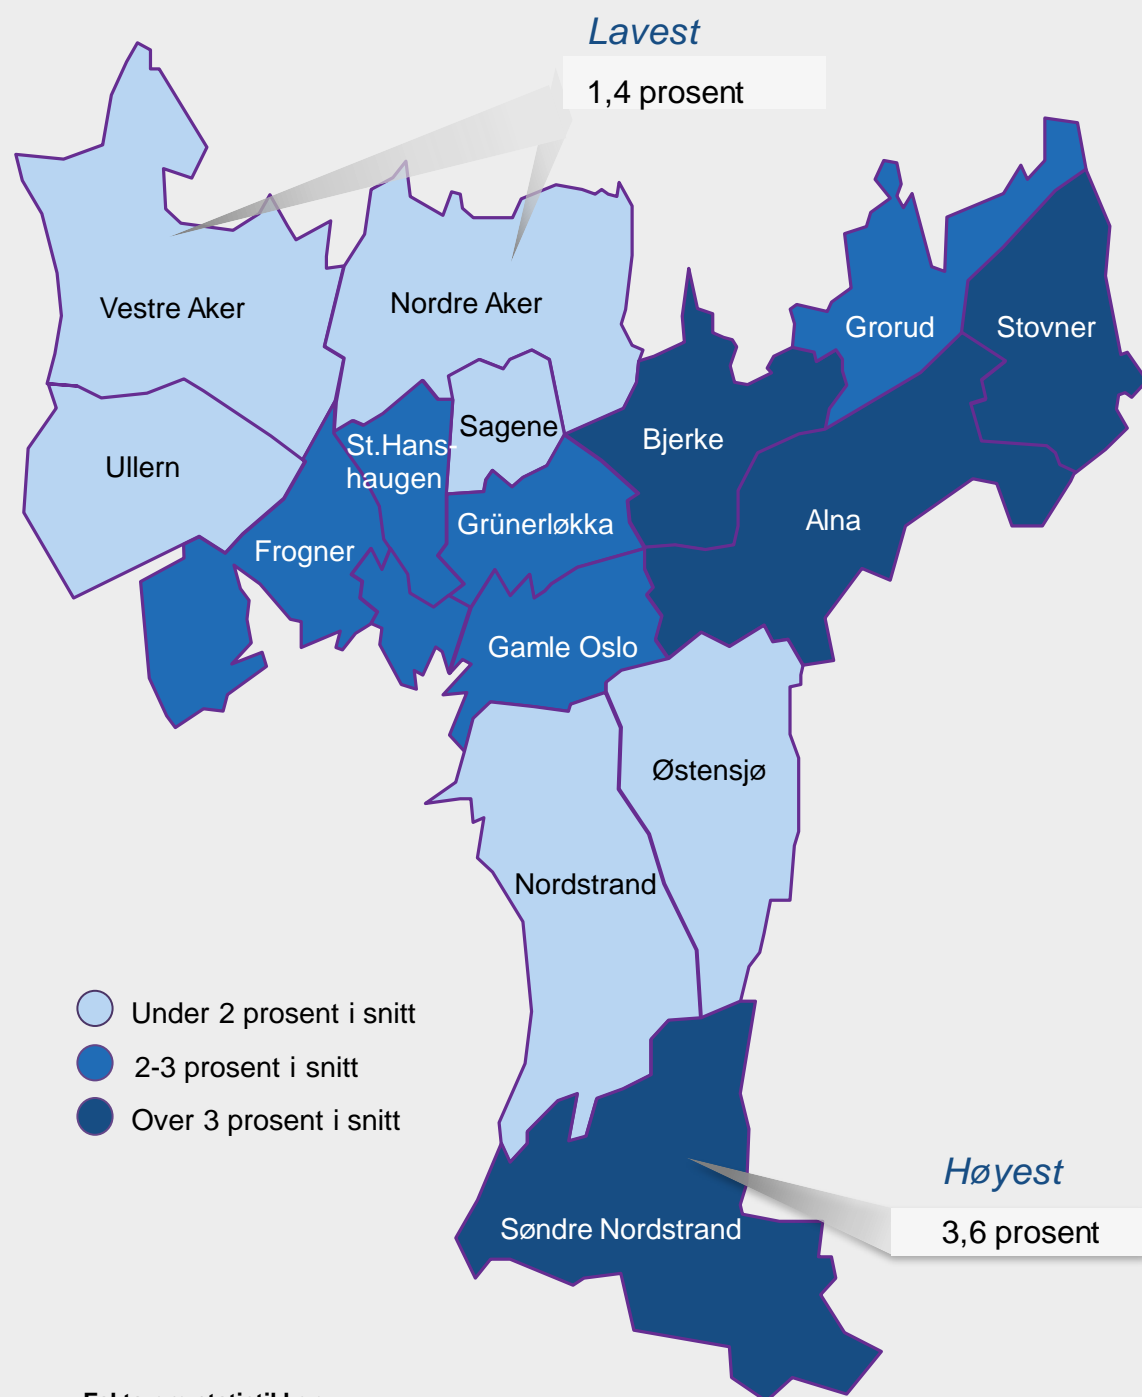 Lavest
1,4 prosent
Vestre Aker
Nordre Aker
Grorud
Stovner
Ullern
St.Hans-
haugen
Sagene
Bjerke
Frogner
Grünerløkka
Alna
Gamle Oslo
Østensjø
Nordstrand
Under 2 prosent i snitt
2-3 prosent i snitt
Over 3 prosent i snitt
Høyest
3,6 prosent
Søndre Nordstrand